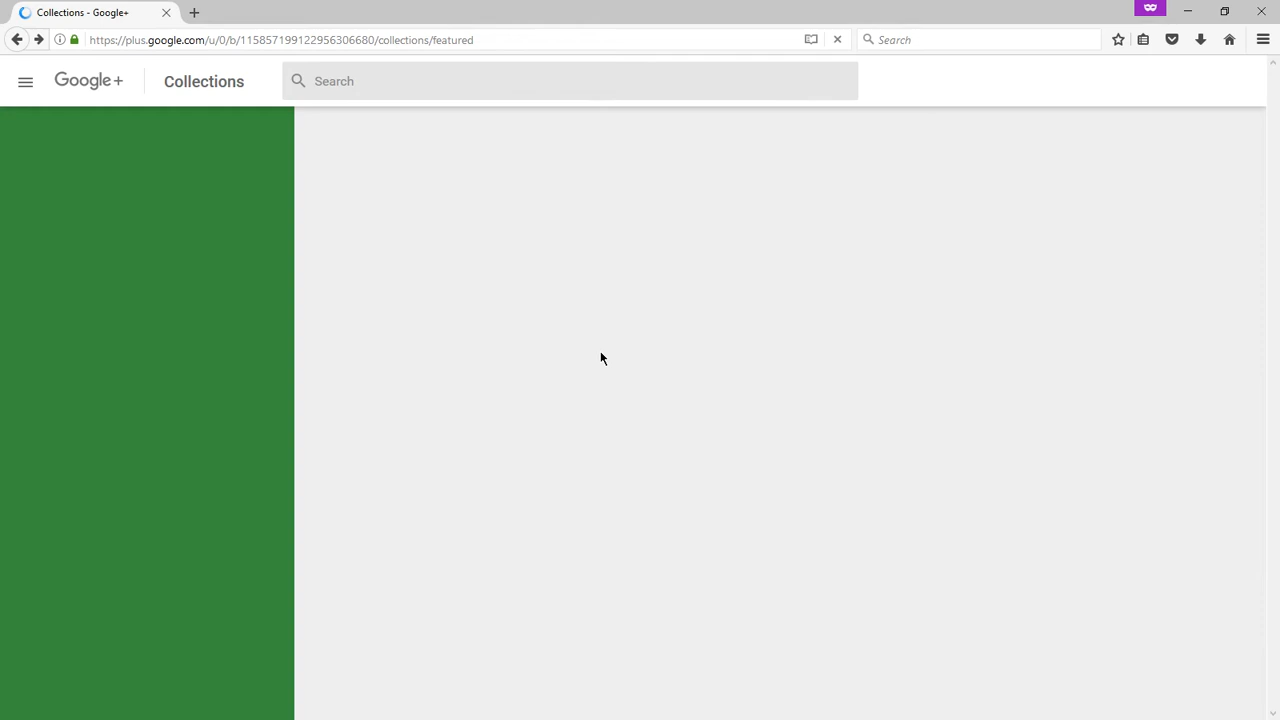 Collections - Google+
https://plus.google.com/u/0/b/115857199122956306680/collections/featured
Search
Google+
Collections
Search